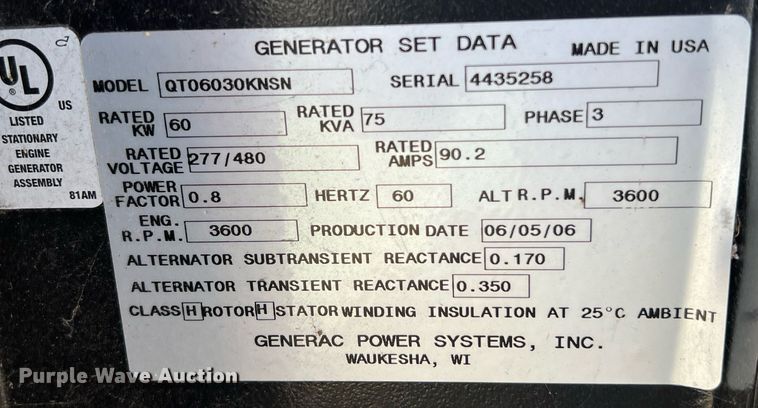 UL
US
LISTED
STATIONARY
ENGINE
GENERATOR
ASSEMBLY
81AM
GENERATOR SET DATA MADE IN USA
MODEL QT06030KNSN SERIAL 4435258
RATED KW 60 RATED KVA 75 PHASE 3
RATED VOLTAGE 277/480 RATED AMPS 90.2
POWER FACTOR 0.8 HERTZ 60 ALT R.P.M. 3600
ENG. R.P.M. 3600 PRODUCTION DATE 06/05/06
ALTERNATOR SUBTRANSIENT REACTANCE 0.170
ALTERNATOR TRANSIENT REACTANCE 0.350
CLASS H ROTOR H STATOR WINDING INSULATION AT 25°C AMBIENT
GENERAC POWER SYSTEMS, INC.
WAUKESHA, WI
Purple Wave Auction